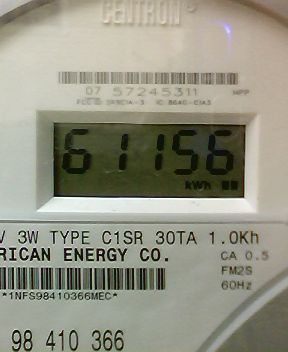 CENTRON®
07 57245311
61156
kWh
V 3W TYPE C1SR 30TA 1.0Kh
RICAN ENERGY CO.
CA 0.5
FM2S
60Hz
*1NFS98410366MEC*
98 410 366